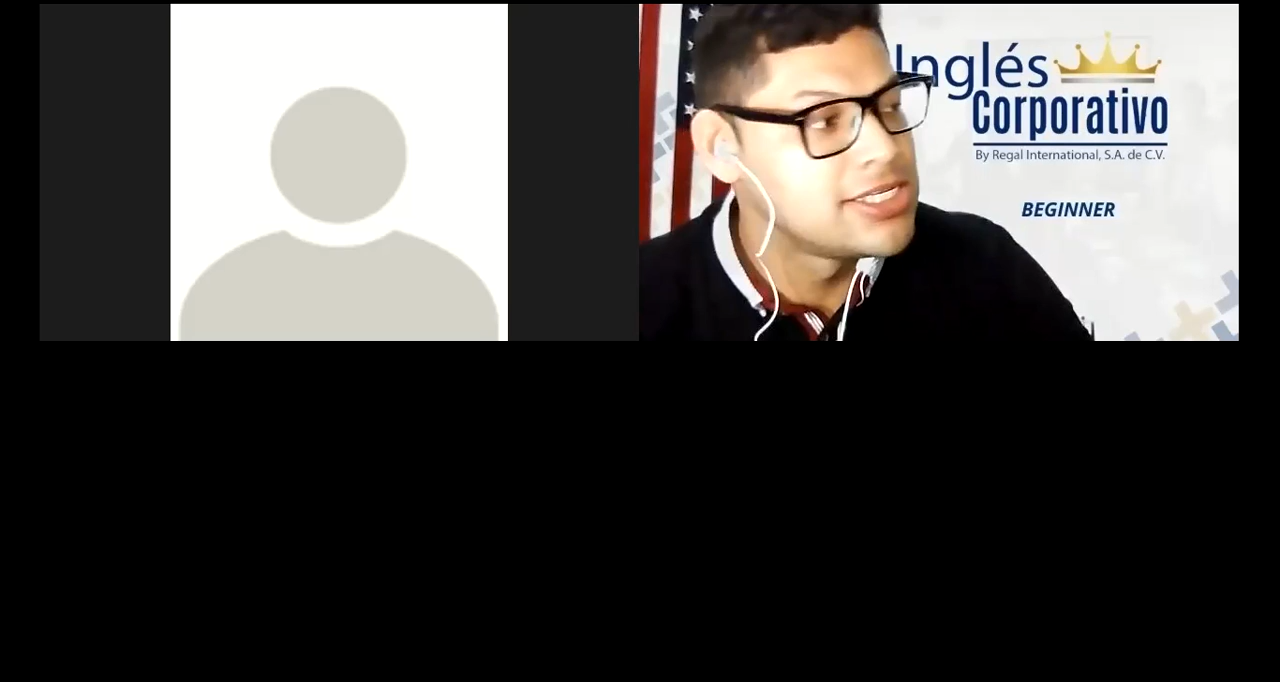 Inglés
Corporativo
By Regal International, S.A. de C.V.
BEGINNER